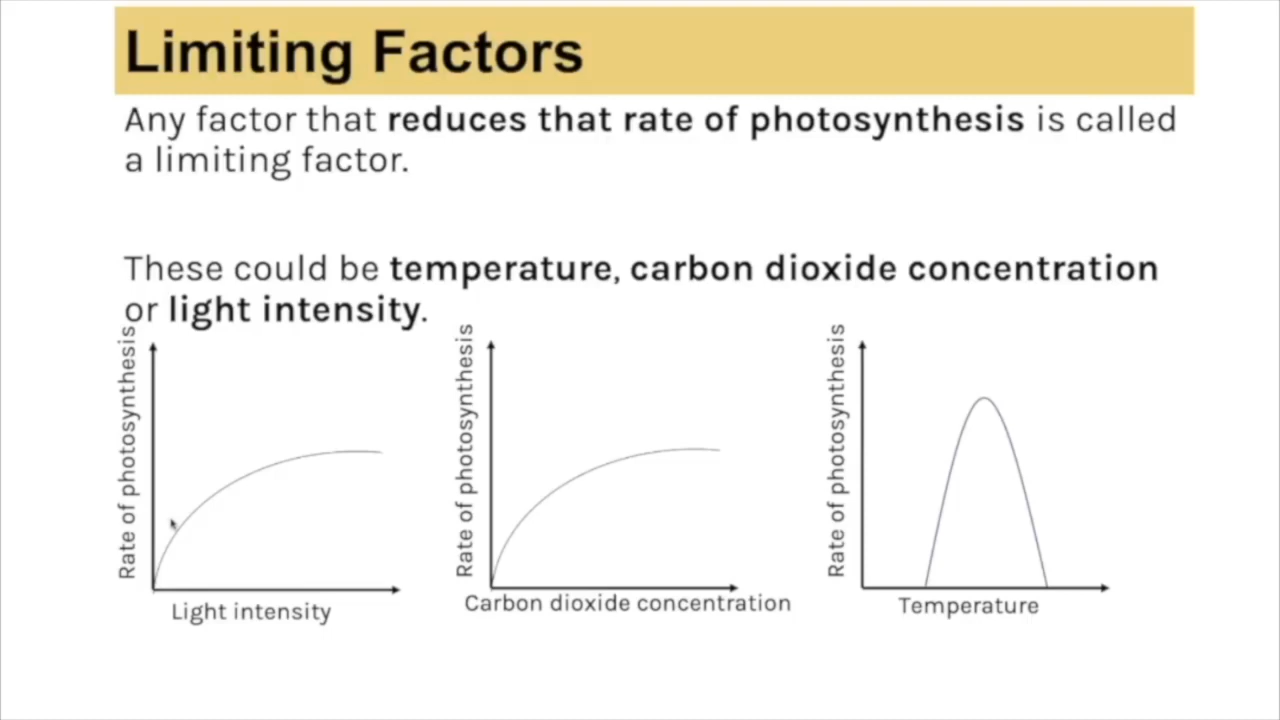 Limiting Factors
Any factor that reduces that rate of photosynthesis is called
a limiting factor.
These could be temperature, carbon dioxide concentration
or light intensity.
Rate of photosynthesis
Light intensity
Rate of photosynthesis
Carbon dioxide concentration
Rate of photosynthesis
Temperature